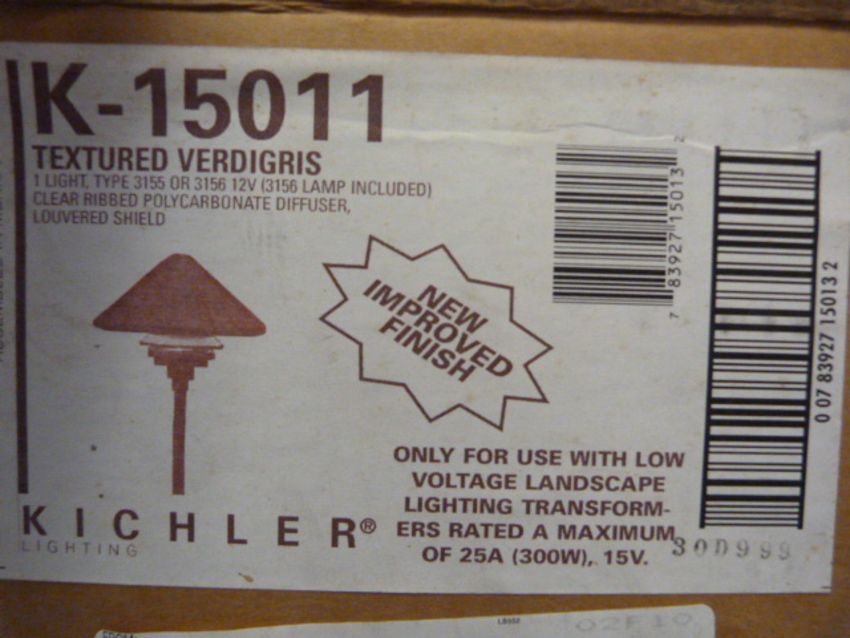 K-15011
TEXTURED VERDIGRIS
1 LIGHT, TYPE 3155 OR 3156 12V (3156 LAMP INCLUDED)
CLEAR RIBBED POLYCARBONATE DIFFUSER,
LOUVERED SHIELD
NEW
IMPROVED
FINISH
7 83927 15013 2
0 07 83927 15013 2
ONLY FOR USE WITH LOW
VOLTAGE LANDSCAPE
LIGHTING TRANSFORM-
ERS RATED A MAXIMUM
OF 25A (300W), 15V.
30D999
KICHLER®
LIGHTING
02F10